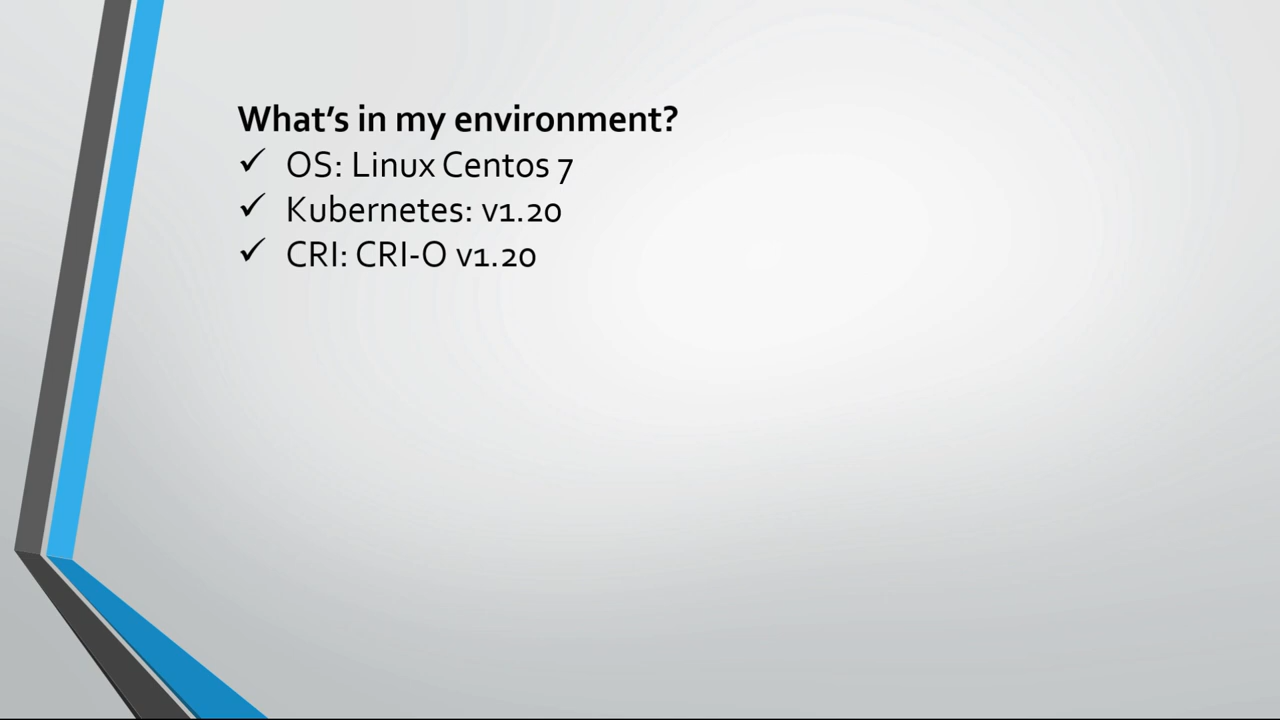 What’s in my environment?
✓ OS: Linux Centos 7
✓ Kubernetes: v1.20
✓ CRI: CRI-O v1.20